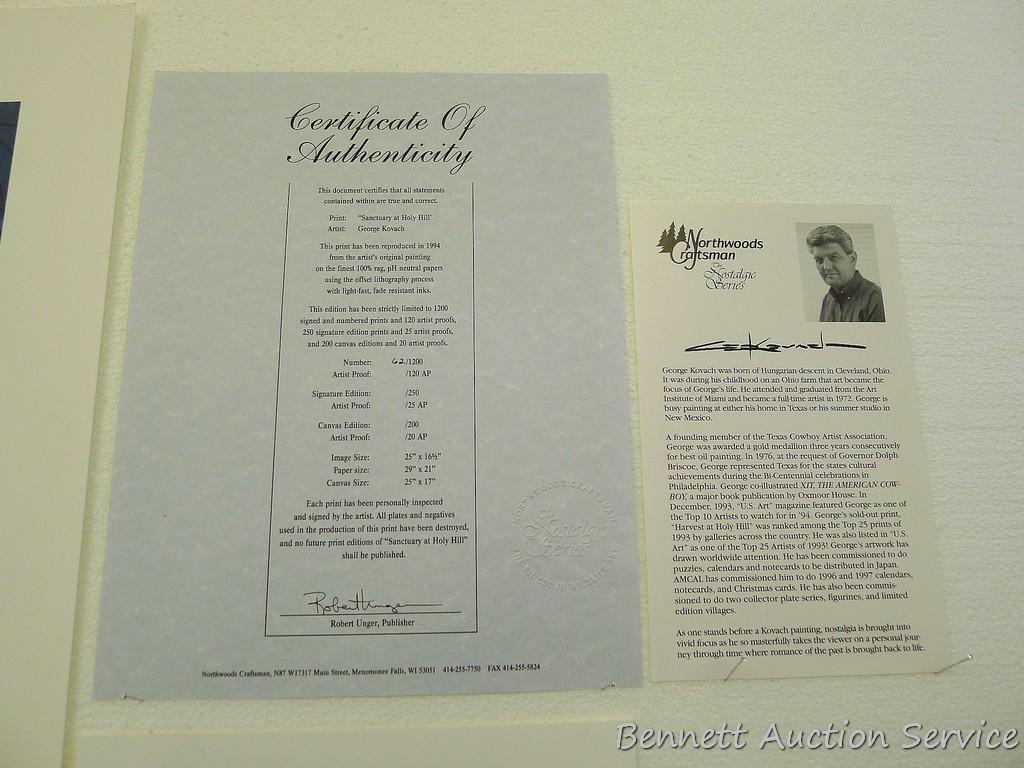 Certificate Of
Authenticity
This document certifies that all statements
contained within are true and correct.
Print: "Sanctuary at Holy Hill"
Artist: George Kovach
This print has been reproduced in 1994
from the artist's original painting
on the finest 100% rag, pH neutral papers
using the offset lithography process
with light-fast, fade resistant inks.
This edition has been strictly limited to 1200
signed and numbered prints and 120 artist proofs,
250 signature edition prints and 25 artist proofs,
and 200 canvas editions and 20 artist proofs.
Number: 62/1200
Artist Proof: /120 AP
Signature Edition: /250
Artist Proof: /25 AP
Canvas Edition: /200
Artist Proof: /20 AP
Image Size: 25" x 16½"
Paper size: 29" x 21"
Canvas Size: 25" x 17"
Each print has been personally inspected
and signed by the artist. All plates and negatives
used in the production of this print have been destroyed,
and no future print editions of "Sanctuary at Holy Hill"
shall be published.
Robert Unger
Robert Unger, Publisher
Northwoods Craftsman, N87 W17317 Main Street, Menomonee Falls, WI 53051 414-255-7750 FAX 414-255-5824
NORTHWOODS CRAFTSMAN
The
Nostalgic
Series
Northwoods
Craftsman
The
Nostalgic
Series
G Kovach
George Kovach was born of Hungarian descent in Cleveland, Ohio.
It was during his childhood on an Ohio farm that art became the
focus of George's life. He attended and graduated from the Art
Institute of Miami and became a full-time artist in 1972. George is
busy painting at either his home in Texas or his summer studio in
New Mexico.
A founding member of the Texas Cowboy Artist Association,
George was awarded a gold medallion three years consecutively
for best oil painting. In 1976, at the request of Governor Dolph
Briscoe, George represented Texas for the states cultural
achievements during the Bi-Centennial celebrations in
Philadelphia. George co-illustrated XIT, THE AMERICAN COW-
BOY, a major book publication by Oxmoor House. In
December, 1993, "U.S. Art" magazine featured George as one of
the Top 10 Artists to watch for in '94. George's sold-out print,
"Harvest at Holy Hill" was ranked among the Top 25 prints of
1993 by galleries across the country. He was also listed in "U.S.
Art" as one of the Top 25 Artists of 1993! George's artwork has
drawn worldwide attention. He has been commissioned to do
puzzles, calendars and notecards to be distributed in Japan.
AMCAL has commissioned him to do 1996 and 1997 calendars,
notecards, and Christmas cards. He has also been commis-
sioned to do two collector plate series, figurines, and limited
edition villages.
As one stands before a Kovach painting, nostalgia is brought into
vivid focus as he so masterfully takes the viewer on a personal jour-
ney through time where romance of the past is brought back to life.
Bennett Auction Service